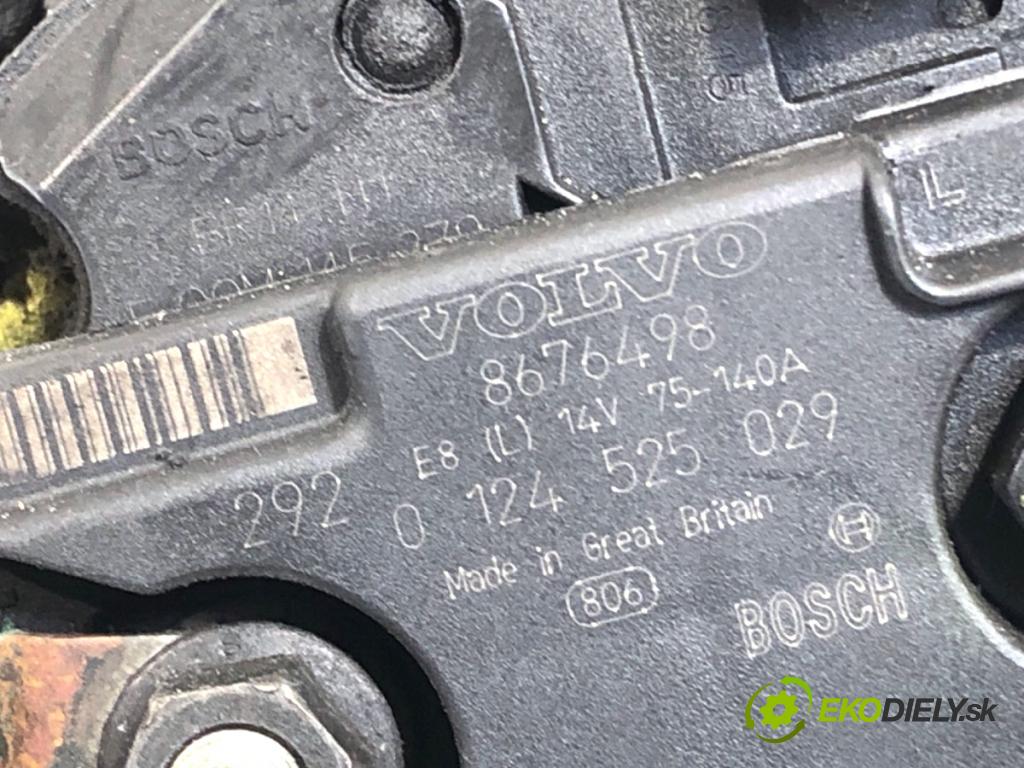 BOSCH
VOLVO
8676498
E8 (L) 14V 75-140A
292 0 124 525 029
Made in Great Britain
806
BOSCH
L
EKODIELY.sk